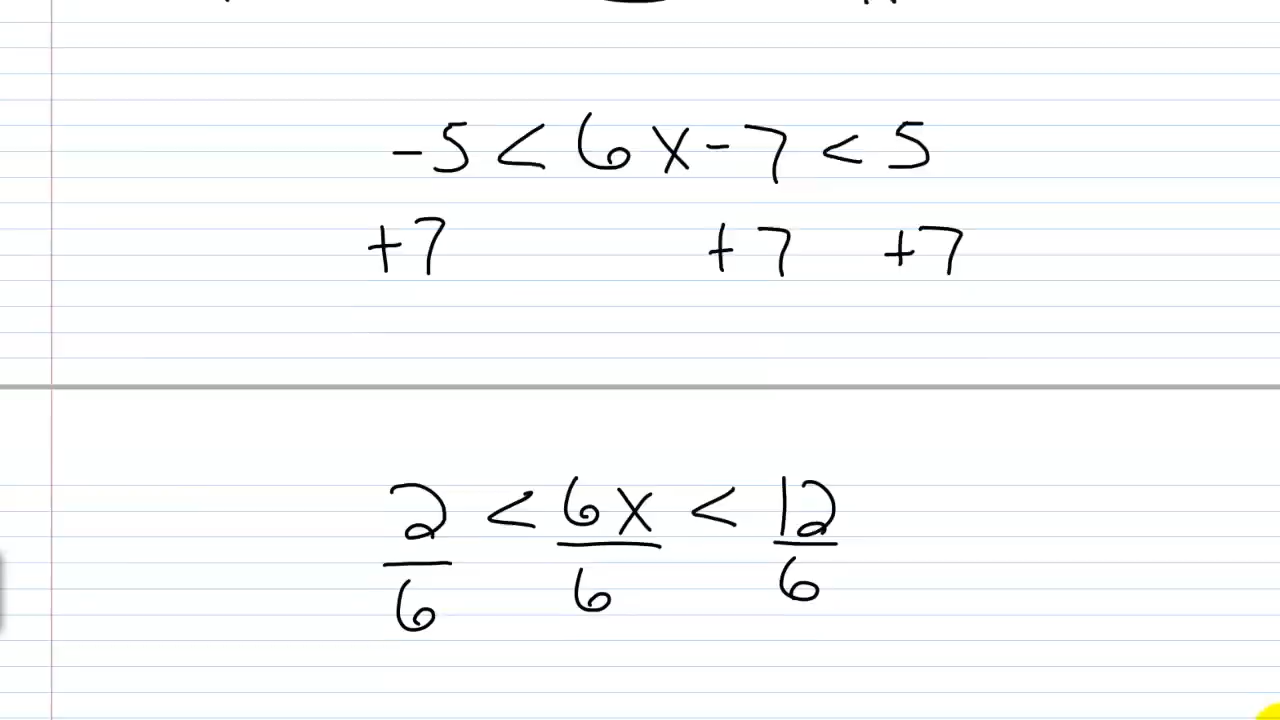 -5 < 6x - 7 < 5
+7 +7 +7
2 < 6x < 12
6 6 6